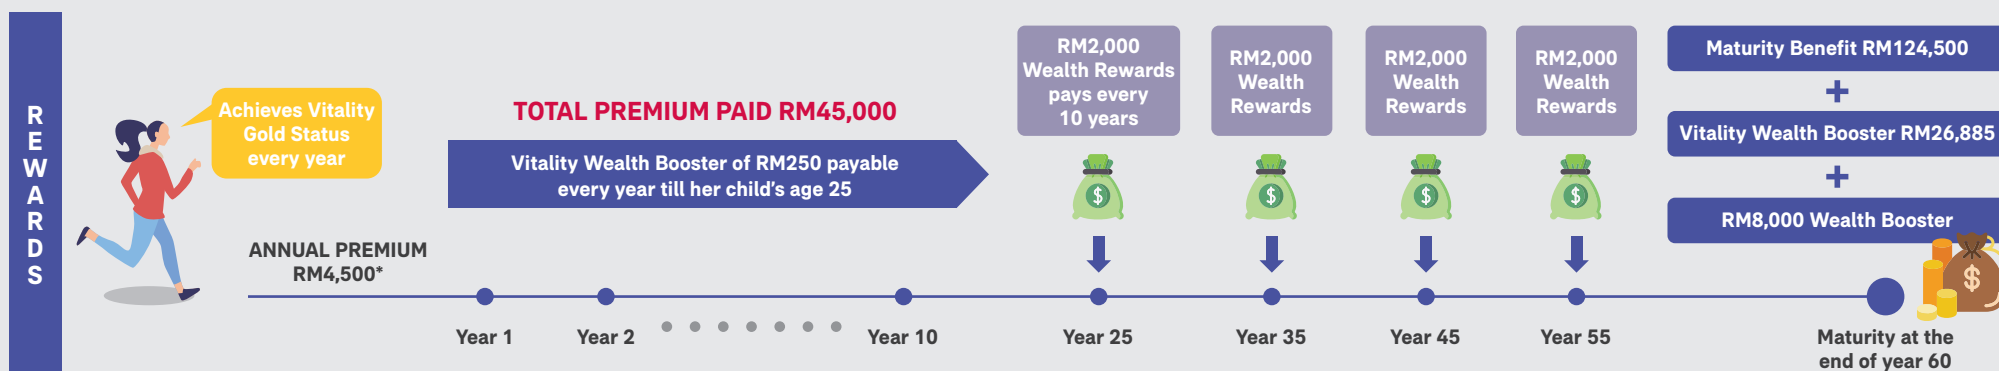 REWARDS
Achieves Vitality
Gold Status
every year
ANNUAL PREMIUM
RM4,500*
TOTAL PREMIUM PAID RM45,000
Vitality Wealth Booster of RM250 payable
every year till her child's age 25
RM2,000
Wealth Rewards
pays every
10 years
RM2,000
Wealth
Rewards
RM2,000
Wealth
Rewards
RM2,000
Wealth
Rewards
Maturity Benefit RM124,500
+
Vitality Wealth Booster RM26,885
+
RM8,000 Wealth Booster
$
$
$
$
$
Year 1
Year 2
Year 10
Year 25
Year 35
Year 45
Year 55
Maturity at the
end of year 60